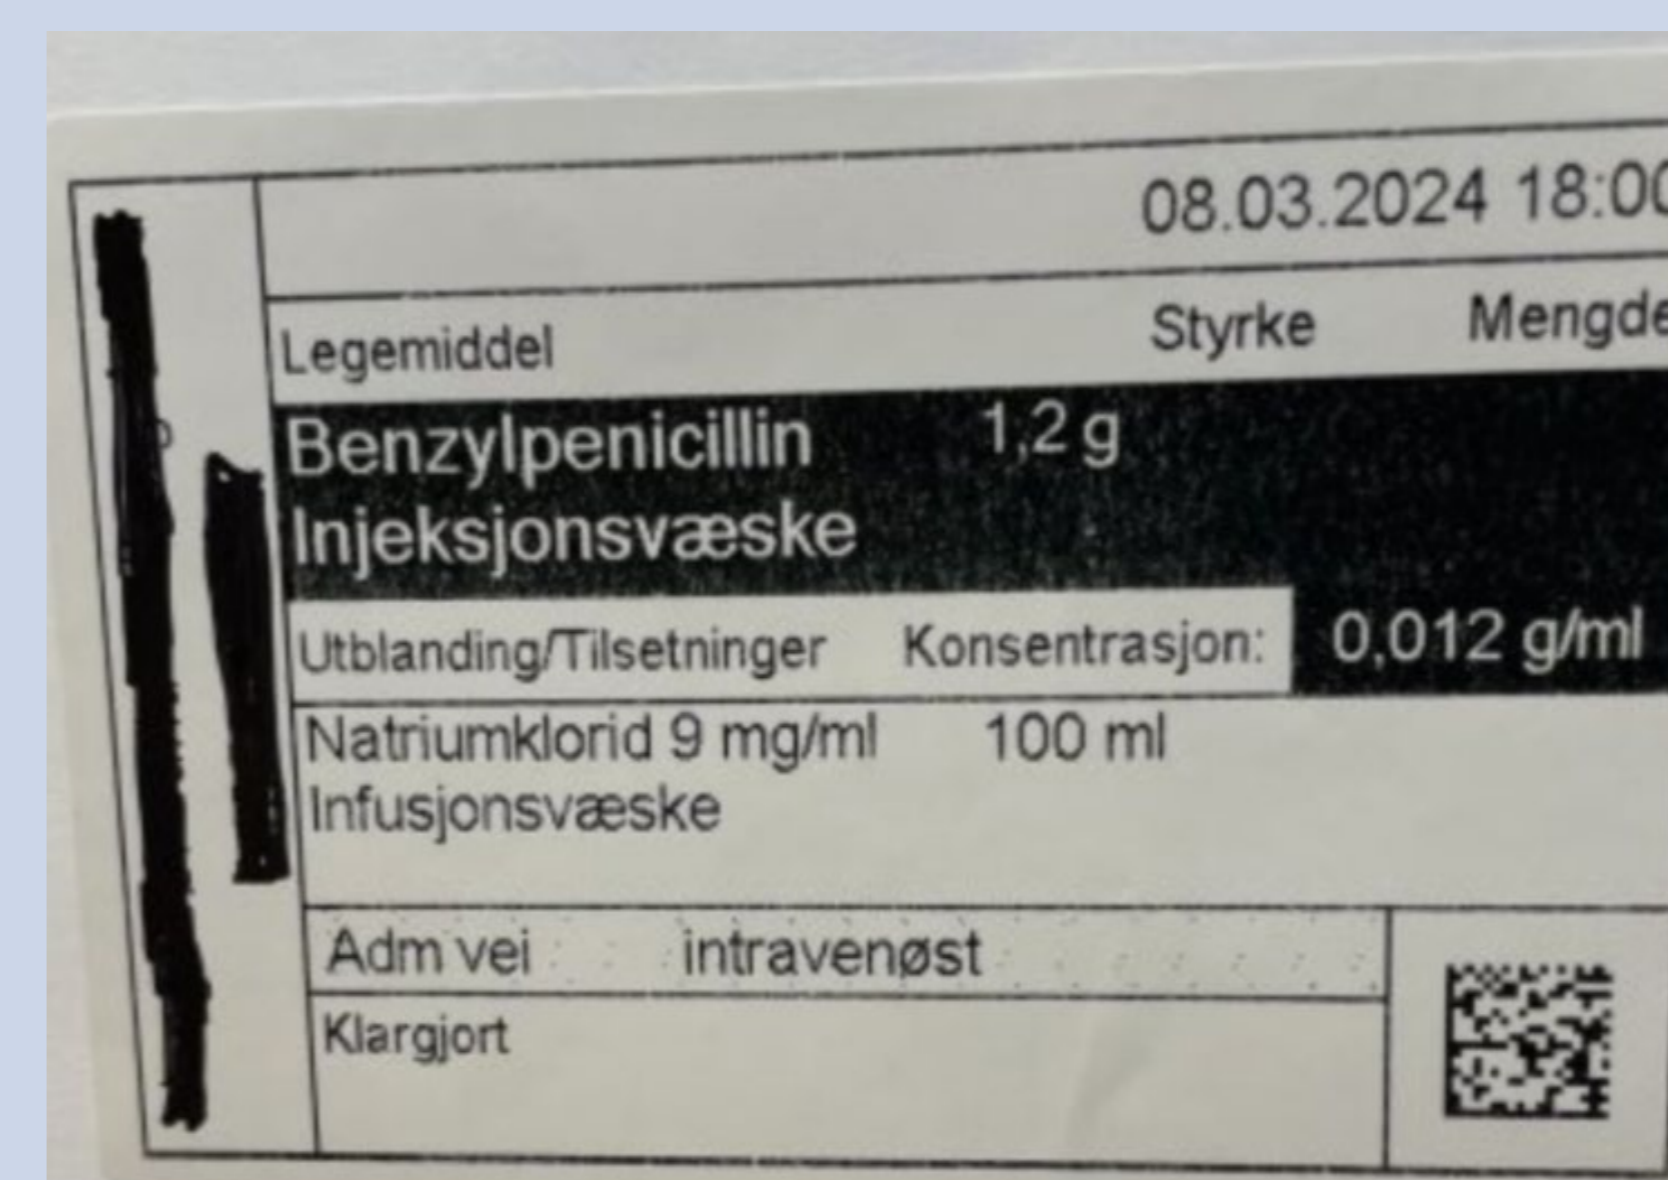 08.03.2024 18:00
Legemiddel Styrke Mengde
Benzylpenicillin 1,2 g
Injeksjonsvæske
Utblanding/Tilsetninger Konsentrasjon: 0,012 g/ml
Natriumklorid 9 mg/ml 100 ml
Infusjonsvæske
Adm vei intravenøst
Klargjort